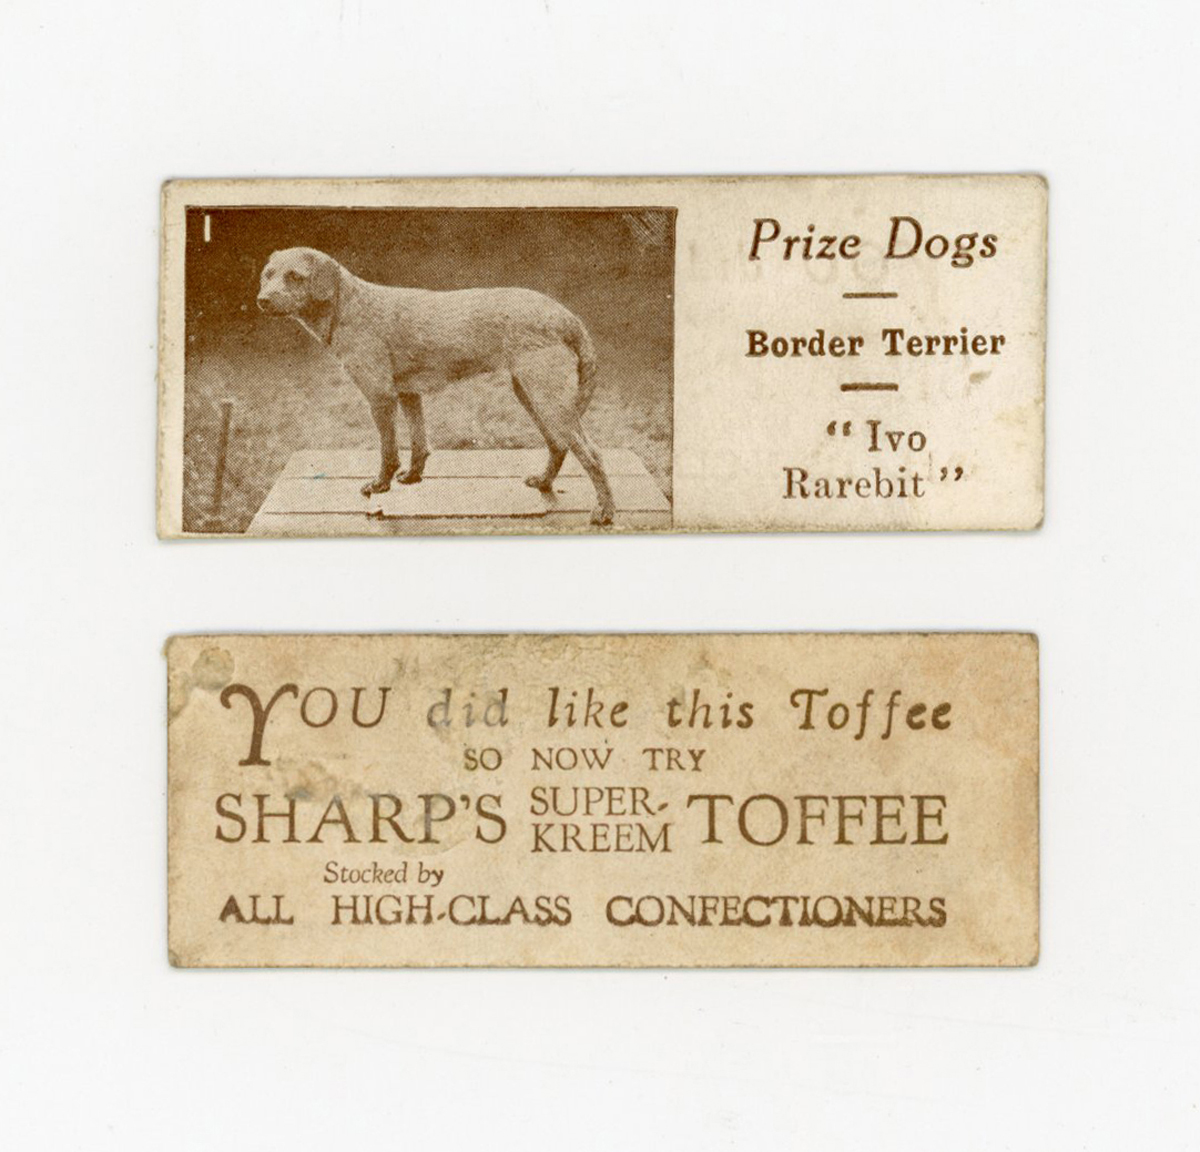 1
Prize Dogs
Border Terrier
“ Ivo
Rarebit ”
YOU did like this Toffee
SO NOW TRY
SHARP'S SUPER-KREEM TOFFEE
Stocked by
ALL HIGH-CLASS CONFECTIONERS